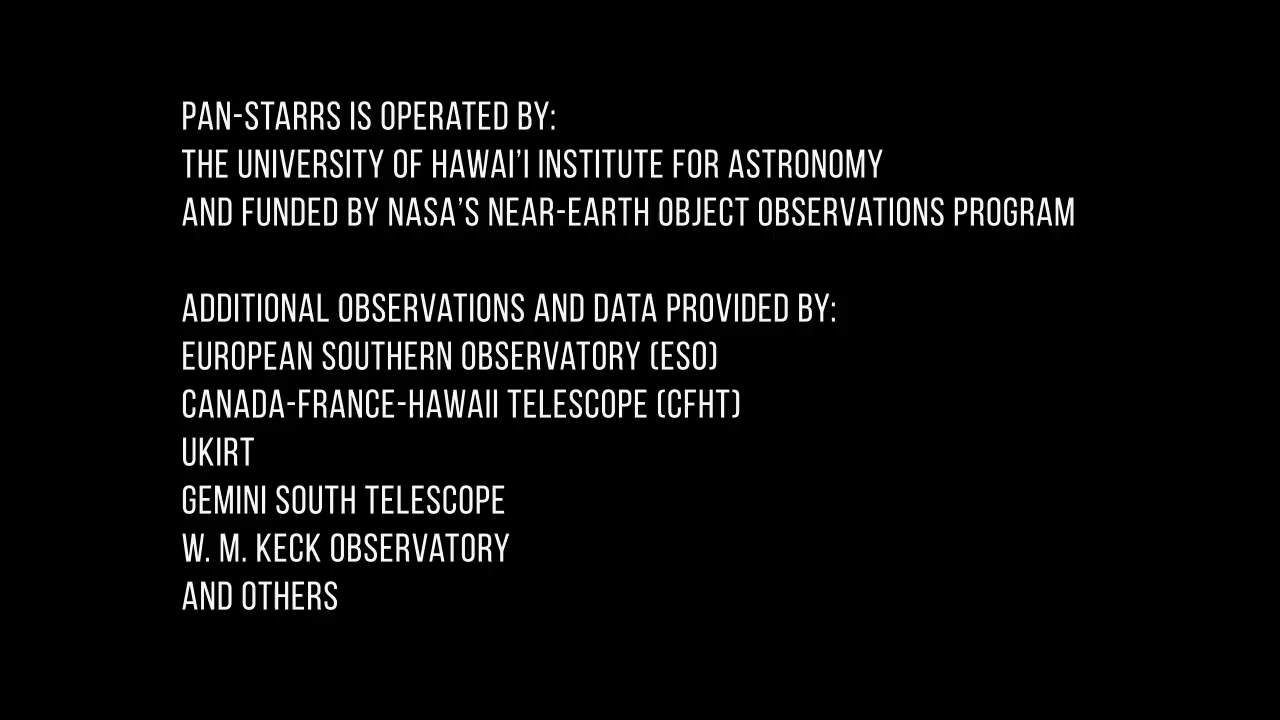 PAN-STARRS IS OPERATED BY:
THE UNIVERSITY OF HAWAI’I INSTITUTE FOR ASTRONOMY
AND FUNDED BY NASA’S NEAR-EARTH OBJECT OBSERVATIONS PROGRAM
ADDITIONAL OBSERVATIONS AND DATA PROVIDED BY:
EUROPEAN SOUTHERN OBSERVATORY (ESO)
CANADA-FRANCE-HAWAII TELESCOPE (CFHT)
UKIRT
GEMINI SOUTH TELESCOPE
W. M. KECK OBSERVATORY
AND OTHERS